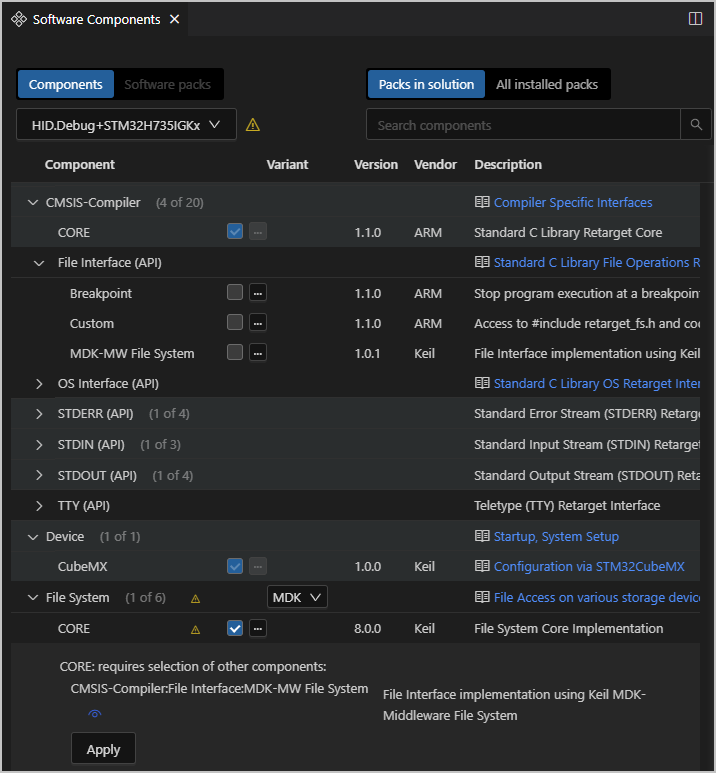 Software Components
Components Software packs Packs in solution All installed packs
HID.Debug+STM32H735IGKx Search components
Component Variant Version Vendor Description
CMSIS-Compiler (4 of 20) Compiler Specific Interfaces
CORE ... 1.1.0 ARM Standard C Library Retarget Core
File Interface (API) Standard C Library File Operations R
Breakpoint ... 1.1.0 ARM Stop program execution at a breakpoin
Custom ... 1.1.0 ARM Access to #include retarget_fs.h and co
MDK-MW File System ... 1.0.1 Keil File Interface implementation using Keil
OS Interface (API) Standard C Library OS Retarget Inter
STDERR (API) (1 of 4) Standard Error Stream (STDERR) Retarge
STDIN (API) (1 of 3) Standard Input Stream (STDIN) Retarget
STDOUT (API) (1 of 4) Standard Output Stream (STDOUT) Reta
TTY (API) Teletype (TTY) Retarget Interface
Device (1 of 1) Startup, System Setup
CubeMX ... 1.0.0 Keil Configuration via STM32CubeMX
File System (1 of 6) MDK File Access on various storage device
CORE ... 8.0.0 Keil File System Core Implementation
CORE: requires selection of other components:
CMSIS-Compiler:File Interface:MDK-MW File System File Interface implementation using Keil MDK-
Middleware File System
Apply